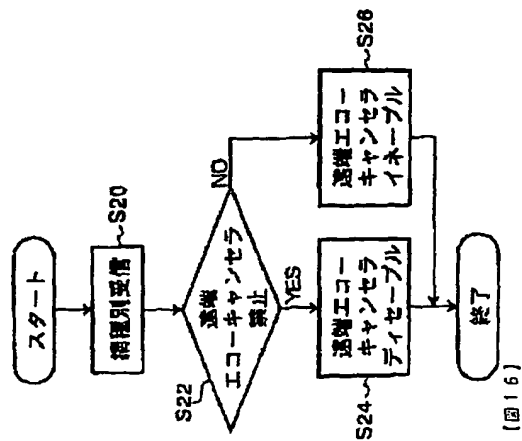 スタート
網種別受信
S20
遠端
エコーキャンセラ
禁止
S22
NO
YES
遠端エコー
キャンセラ
ディセーブル
S24
遠端エコー
キャンセラ
イネーブル
S26
終了
[図16]